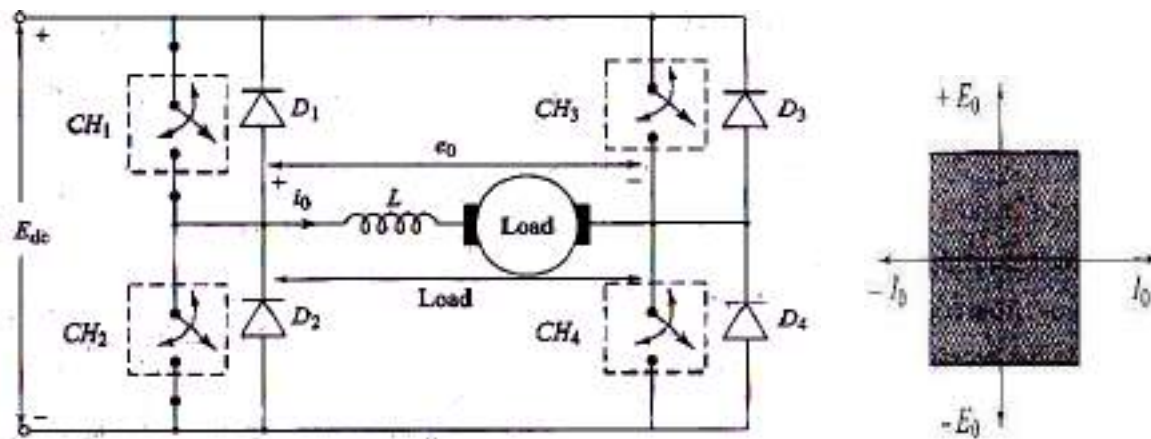 +
CH1
D1
CH3
D3
+ E0
e0
+
−
i0
L
Load
Edc
− I0
I0
Load
CH2
D2
CH4
D4
−
- E0